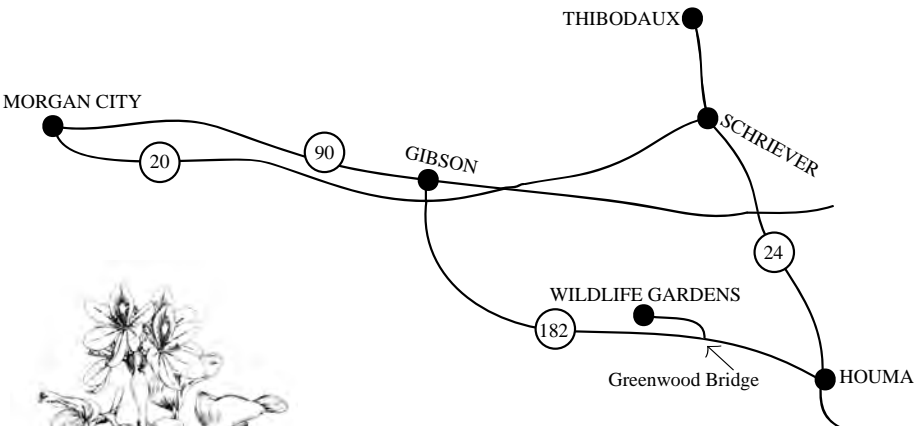 THIBODAUX
MORGAN CITY
SCHRIEVER
90
20
GIBSON
24
WILDLIFE GARDENS
182
Greenwood Bridge
HOUMA